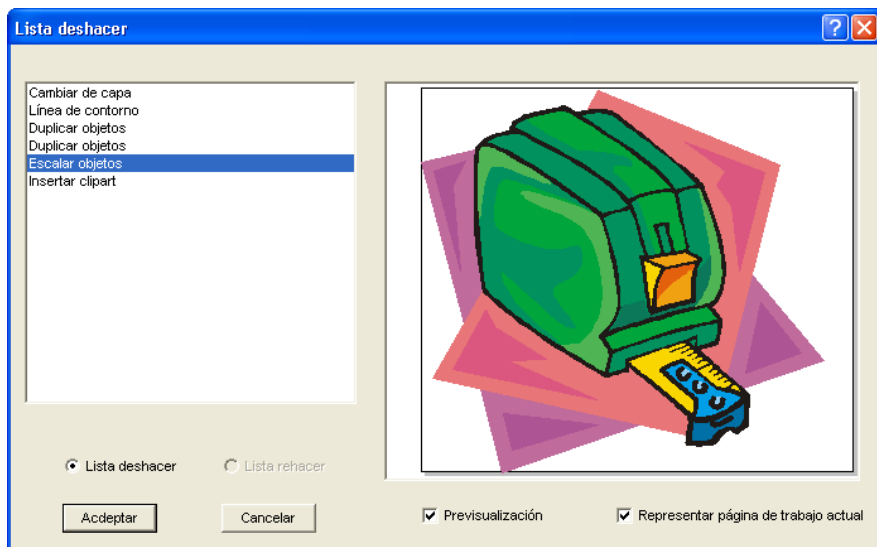 Lista deshacer
Cambiar de capa
Línea de contorno
Duplicar objetos
Duplicar objetos
Escalar objetos
Insertar clipart
Lista deshacer
Lista rehacer
Acdeptar
Cancelar
Previsualización
Representar página de trabajo actual